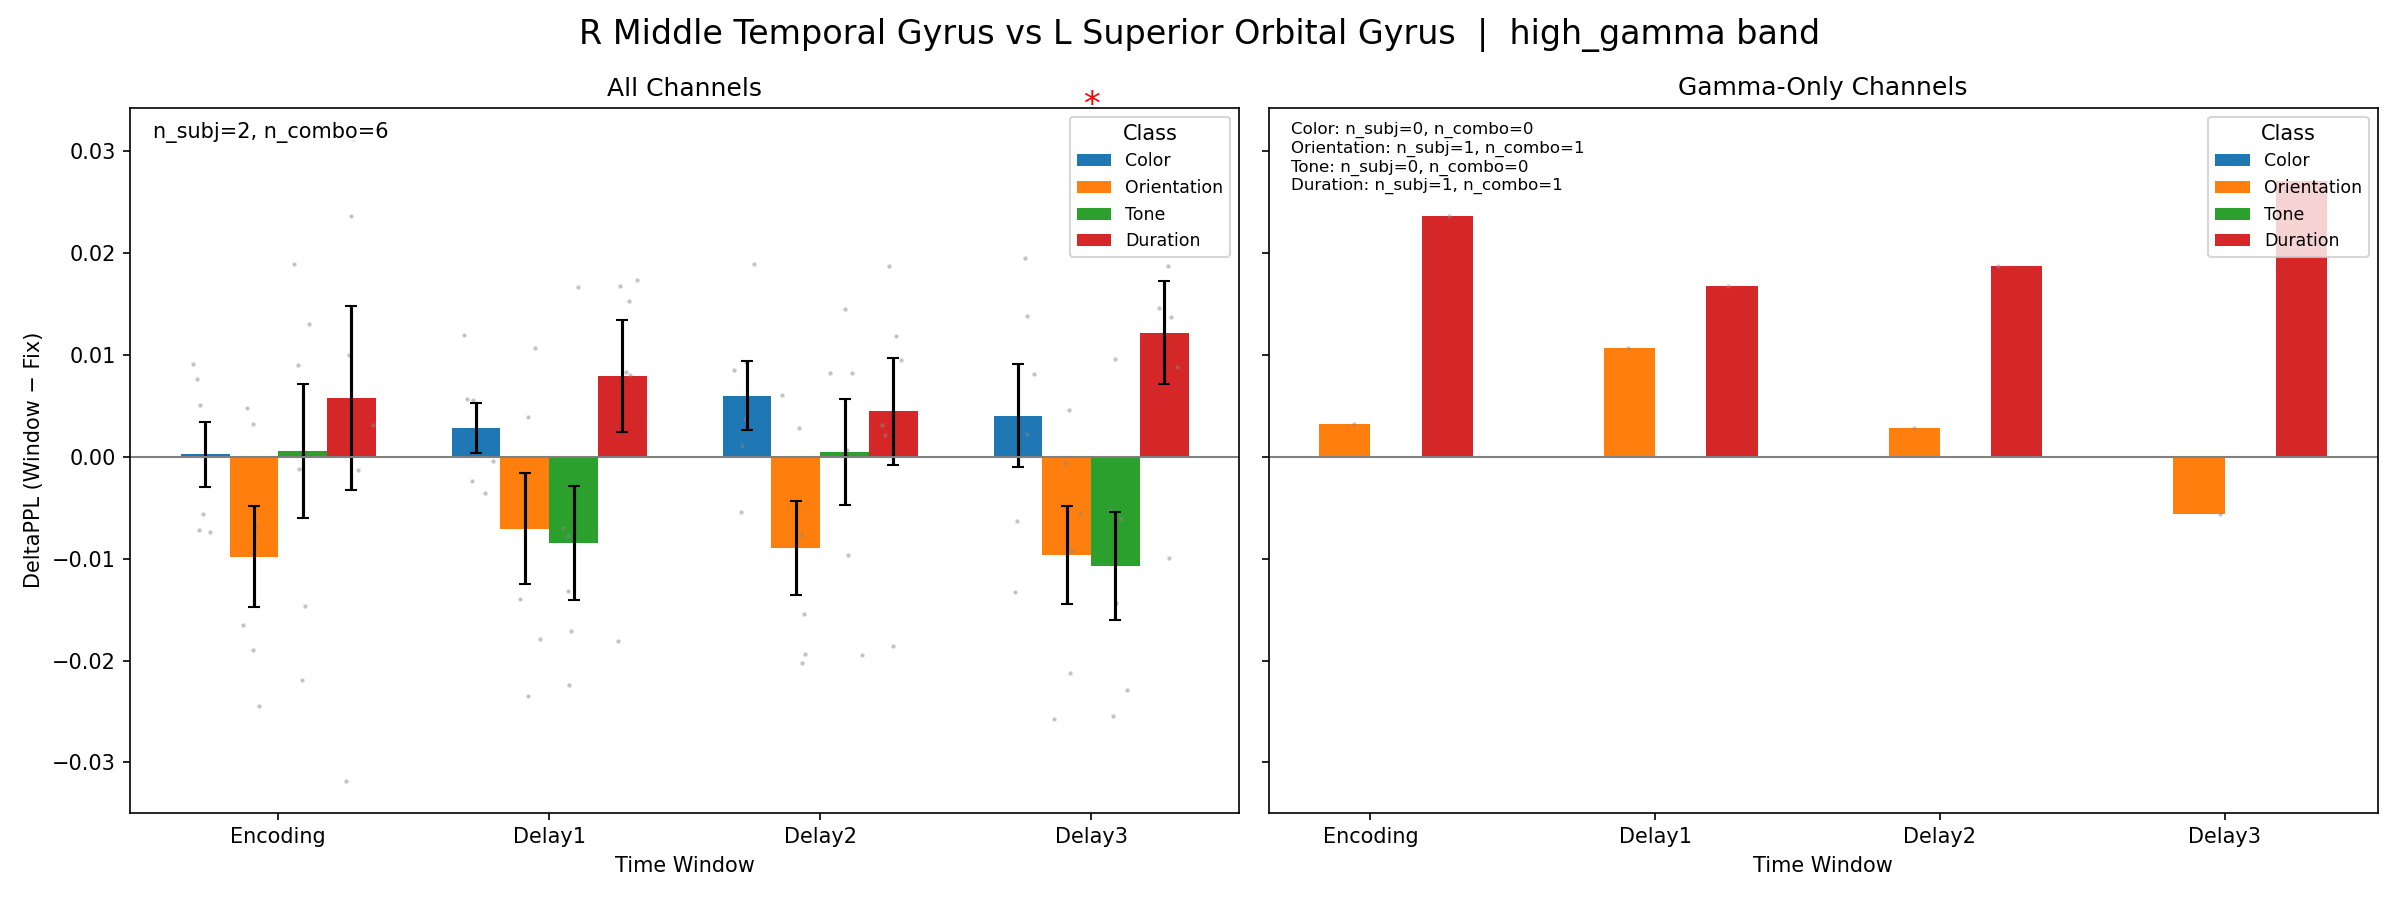 R Middle Temporal Gyrus vs L Superior Orbital Gyrus | high_gamma band
All Channels
*
n_subj=2, n_combo=6
Class
Color
Orientation
Tone
Duration
DeltaPPL (Window − Fix)
0.03
0.02
0.01
0.00
−0.01
−0.02
−0.03
Encoding
Delay1
Delay2
Delay3
Time Window
Gamma-Only Channels
Color: n_subj=0, n_combo=0
Orientation: n_subj=1, n_combo=1
Tone: n_subj=0, n_combo=0
Duration: n_subj=1, n_combo=1
Class
Color
Orientation
Tone
Duration
Encoding
Delay1
Delay2
Delay3
Time Window